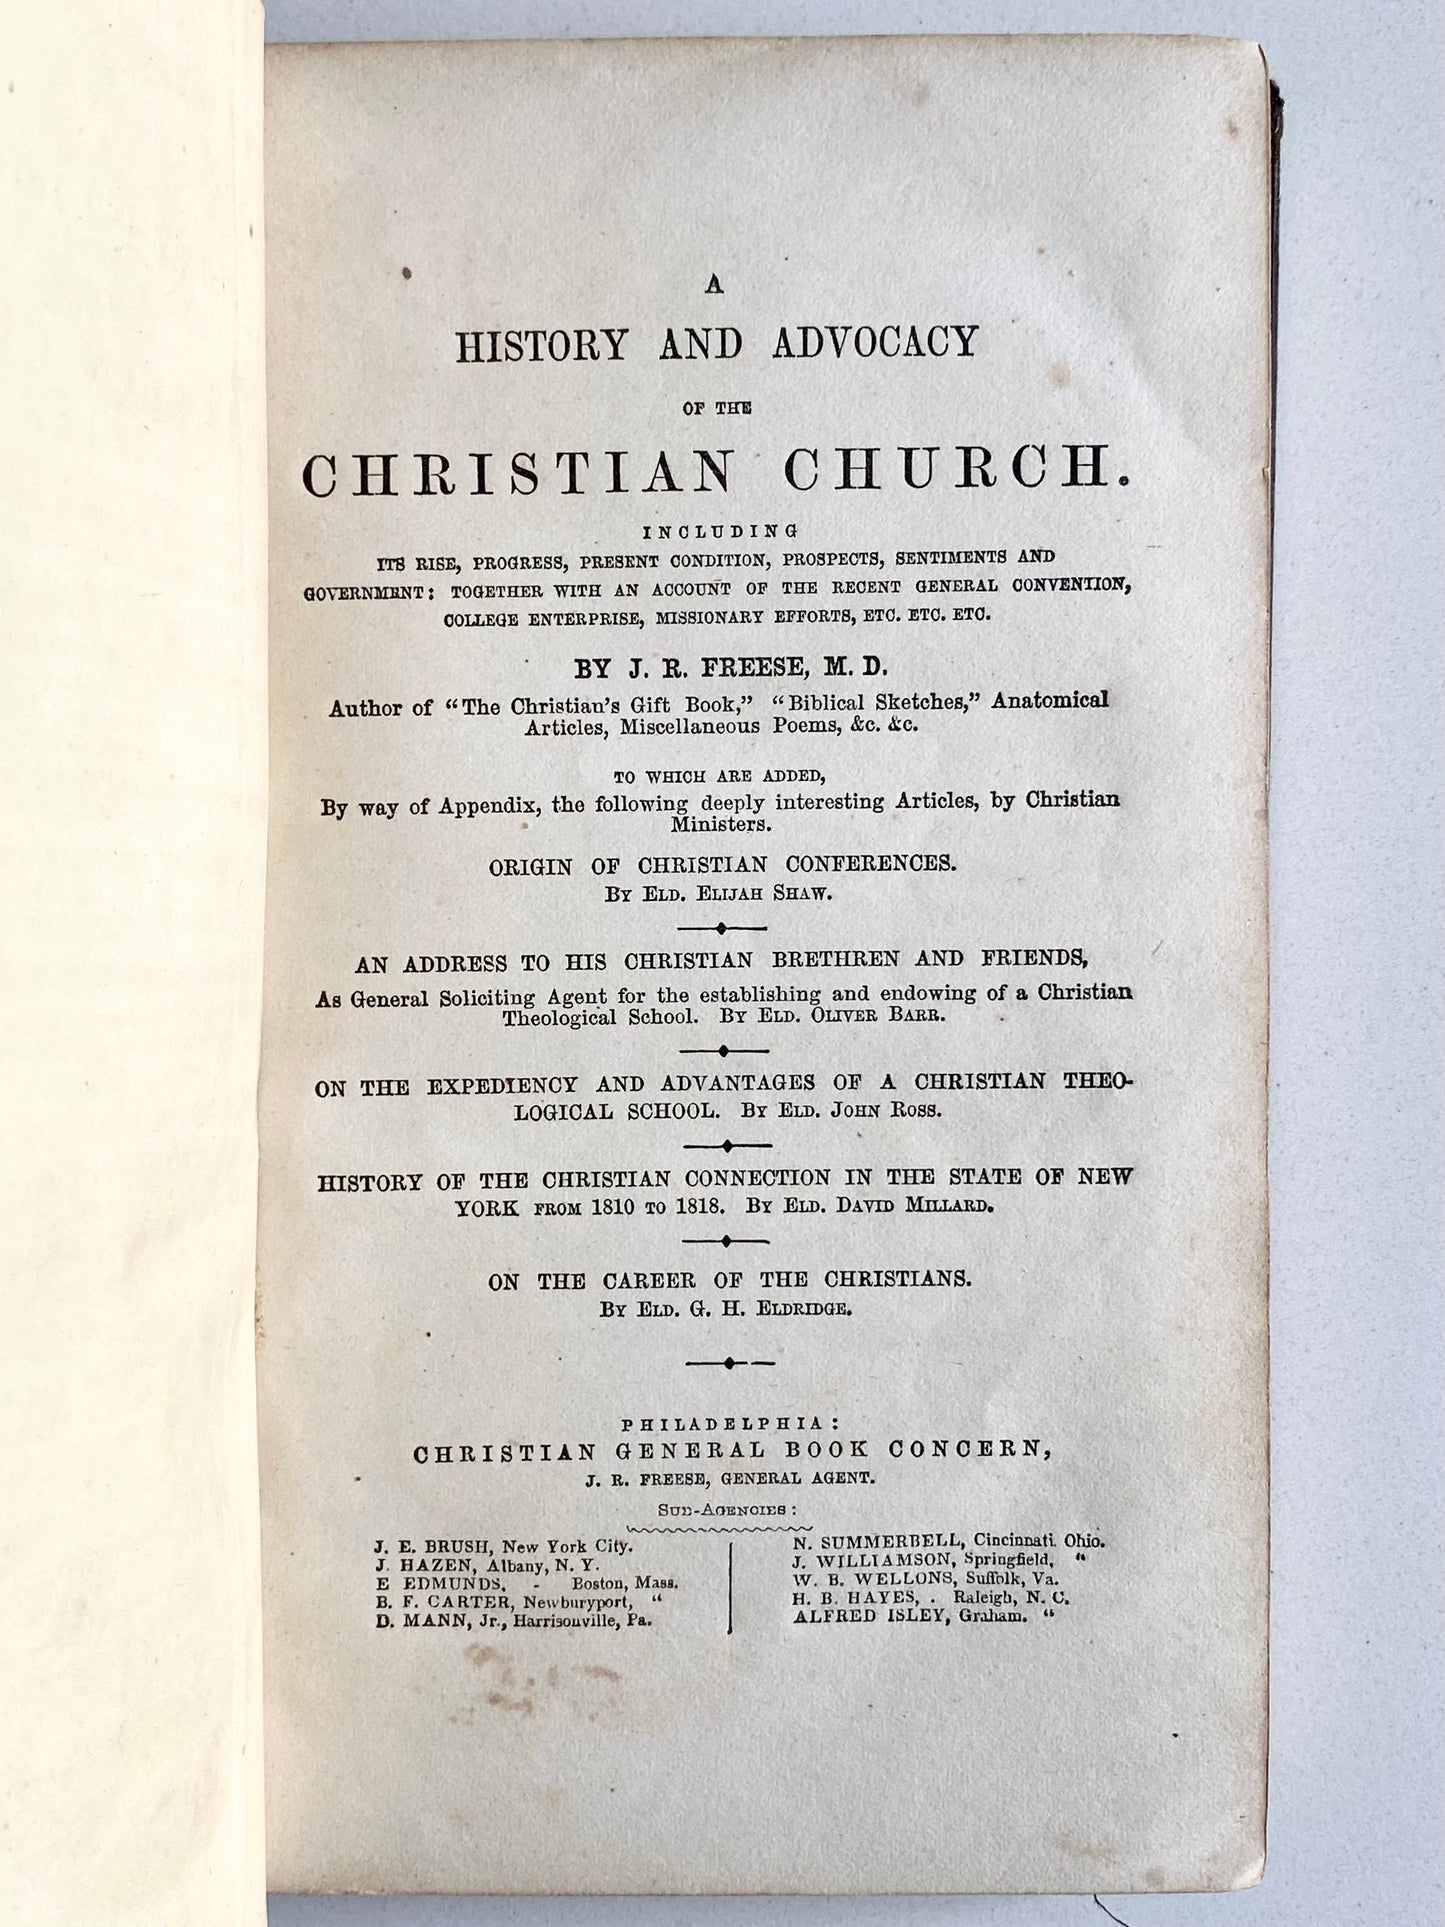 A
HISTORY AND ADVOCACY
OF THE
CHRISTIAN CHURCH.
INCLUDING
ITS RISE, PROGRESS, PRESENT CONDITION, PROSPECTS, SENTIMENTS AND
GOVERNMENT: TOGETHER WITH AN ACCOUNT OF THE RECENT GENERAL CONVENTION,
COLLEGE ENTERPRISE, MISSIONARY EFFORTS, ETC. ETC. ETC.
BY J. R. FREESE, M. D.
Author of "The Christian's Gift Book," "Biblical Sketches," Anatomical
Articles, Miscellaneous Poems, &c. &c.
TO WHICH ARE ADDED,
By way of Appendix, the following deeply interesting Articles, by Christian
Ministers.
ORIGIN OF CHRISTIAN CONFERENCES.
BY ELD. ELIJAH SHAW.
AN ADDRESS TO HIS CHRISTIAN BRETHREN AND FRIENDS,
As General Soliciting Agent for the establishing and endowing of a Christian
Theological School. BY ELD. OLIVER BARR.
ON THE EXPEDIENCY AND ADVANTAGES OF A CHRISTIAN THEO-
LOGICAL SCHOOL. BY ELD. JOHN ROSS.
HISTORY OF THE CHRISTIAN CONNECTION IN THE STATE OF NEW
YORK FROM 1810 TO 1818. BY ELD. DAVID MILLARD.
ON THE CAREER OF THE CHRISTIANS.
BY ELD. G. H. ELDRIDGE.
PHILADELPHIA:
CHRISTIAN GENERAL BOOK CONCERN,
J. R. FREESE, GENERAL AGENT.
SUB-AGENCIES:
J. E. BRUSH, New York City.
J. HAZEN, Albany, N. Y.
E EDMUNDS. - Boston, Mass.
B. F. CARTER, Newburyport, "
D. MANN, Jr., Harrisonville, Pa.
N. SUMMERBELL, Cincinnati. Ohio.
J. WILLIAMSON, Springfield, "
W. B. WELLONS, Suffolk, Va.
H. B. HAYES, . Raleigh, N. C.
ALFRED ISLEY, Graham. "